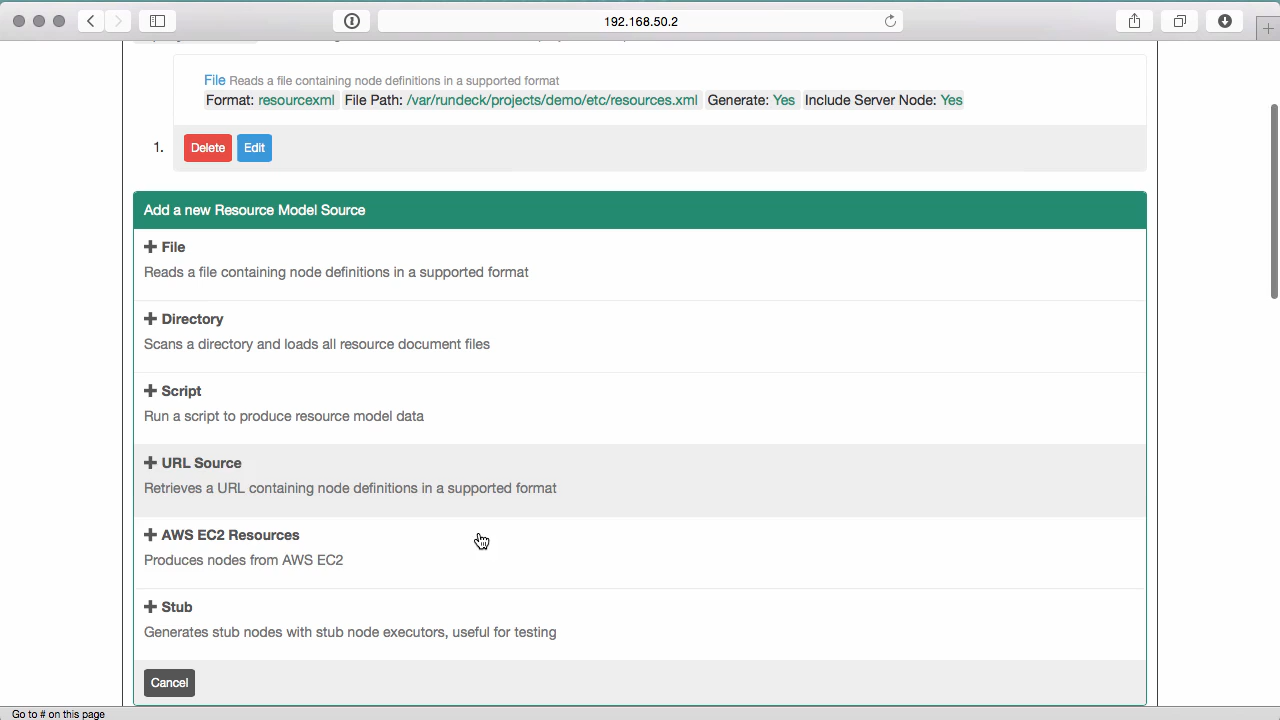 192.168.50.2
File Reads a file containing node definitions in a supported format
Format: resourcexml File Path: /var/rundeck/projects/demo/etc/resources.xml Generate: Yes Include Server Node: Yes
1. Delete Edit
Add a new Resource Model Source
File
Reads a file containing node definitions in a supported format
Directory
Scans a directory and loads all resource document files
Script
Run a script to produce resource model data
URL Source
Retrieves a URL containing node definitions in a supported format
AWS EC2 Resources
Produces nodes from AWS EC2
Stub
Generates stub nodes with stub node executors, useful for testing
Cancel
Go to # on this page